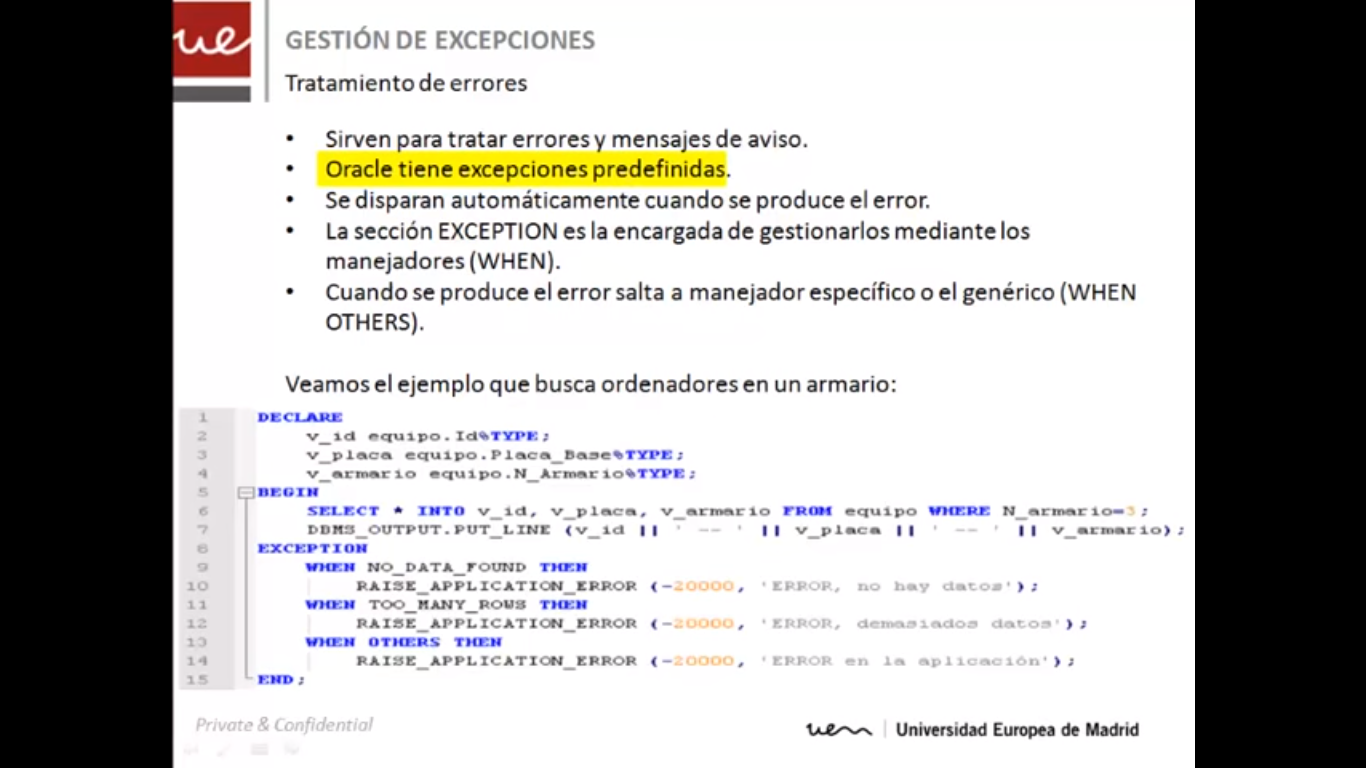 ue
GESTIÓN DE EXCEPCIONES
Tratamiento de errores
• Sirven para tratar errores y mensajes de aviso.
• Oracle tiene excepciones predefinidas.
• Se disparan automáticamente cuando se produce el error.
• La sección EXCEPTION es la encargada de gestionarlos mediante los
manejadores (WHEN).
• Cuando se produce el error salta a manejador específico o el genérico (WHEN
OTHERS).
Veamos el ejemplo que busca ordenadores en un armario:
1 DECLARE
2 v_id equipo.Id%TYPE;
3 v_placa equipo.Placa_Base%TYPE;
4 v_armario equipo.N_Armario%TYPE;
5 BEGIN
6 SELECT * INTO v_id, v_placa, v_armario FROM equipo WHERE N_armario=3;
7 DBMS_OUTPUT.PUT_LINE (v_id || ' -- ' || v_placa || ' -- ' || v_armario);
8 EXCEPTION
9 WHEN NO_DATA_FOUND THEN
10 RAISE_APPLICATION_ERROR (-20000, 'ERROR, no hay datos');
11 WHEN TOO_MANY_ROWS THEN
12 RAISE_APPLICATION_ERROR (-20000, 'ERROR, demasiados datos');
13 WHEN OTHERS THEN
14 RAISE_APPLICATION_ERROR (-20000, 'ERROR en la aplicación');
15 END;
Private & Confidential
uem Universidad Europea de Madrid